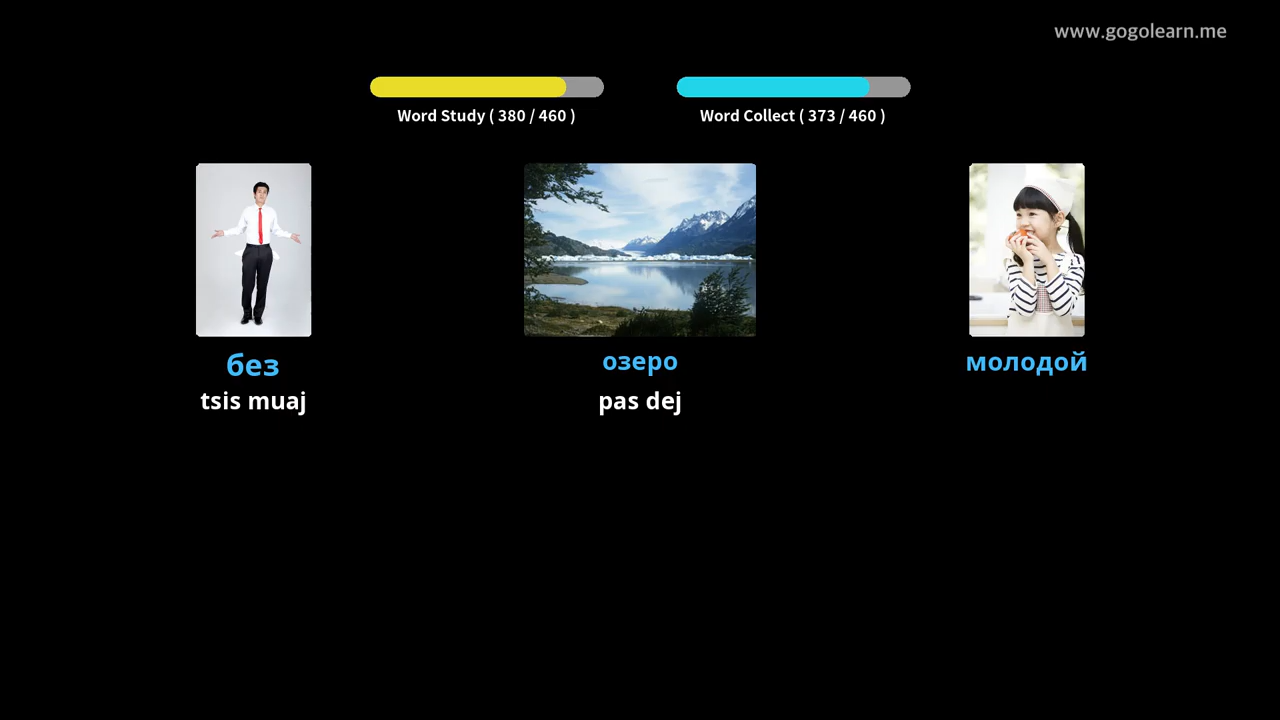 www.gogolearn.me
Word Study ( 380 / 460 )
Word Collect ( 373 / 460 )
без
tsis muaj
озеро
pas dej
молодой